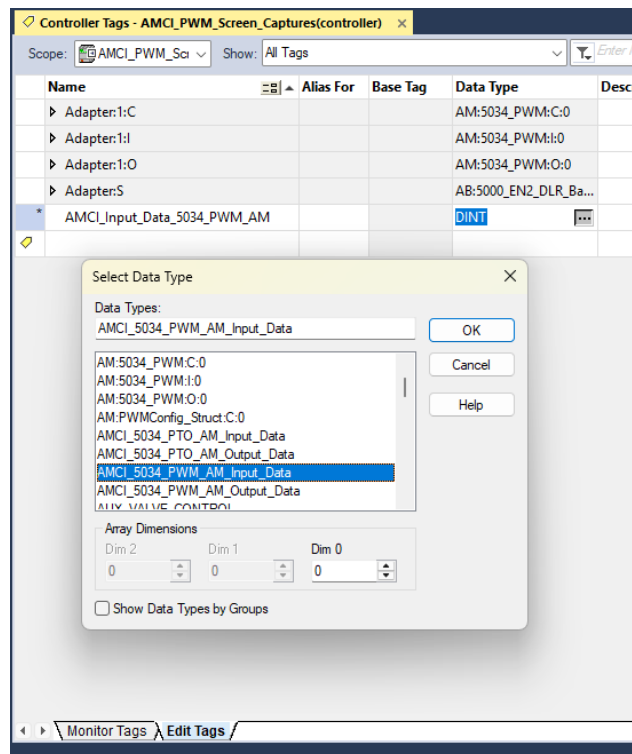 Controller Tags - AMCI_PWM_Screen_Captures(controller) ×
Scope: AMCI_PWM_Scr Show: All Tags Enter
Name Alias For Base Tag Data Type Desc
Adapter:1:C AM:5034_PWM:C:0
Adapter:1:I AM:5034_PWM:I:0
Adapter:1:O AM:5034_PWM:O:0
Adapter:S AB:5000_EN2_DLR_Ba...
* AMCI_Input_Data_5034_PWM_AM DINT ...
Select Data Type
Data Types:
AMCI_5034_PWM_AM_Input_Data OK
AM:5034_PWM:C:0
AM:5034_PWM:I:0 Cancel
AM:5034_PWM:O:0
AM:PWMConfig_Struct:C:0 Help
AMCI_5034_PTO_AM_Input_Data
AMCI_5034_PTO_AM_Output_Data
AMCI_5034_PWM_AM_Input_Data
AMCI_5034_PWM_AM_Output_Data
AUX_VALVE_CONTROL
Array Dimensions
Dim 2 Dim 1 Dim 0
0 0 0
Show Data Types by Groups
Monitor Tags Edit Tags